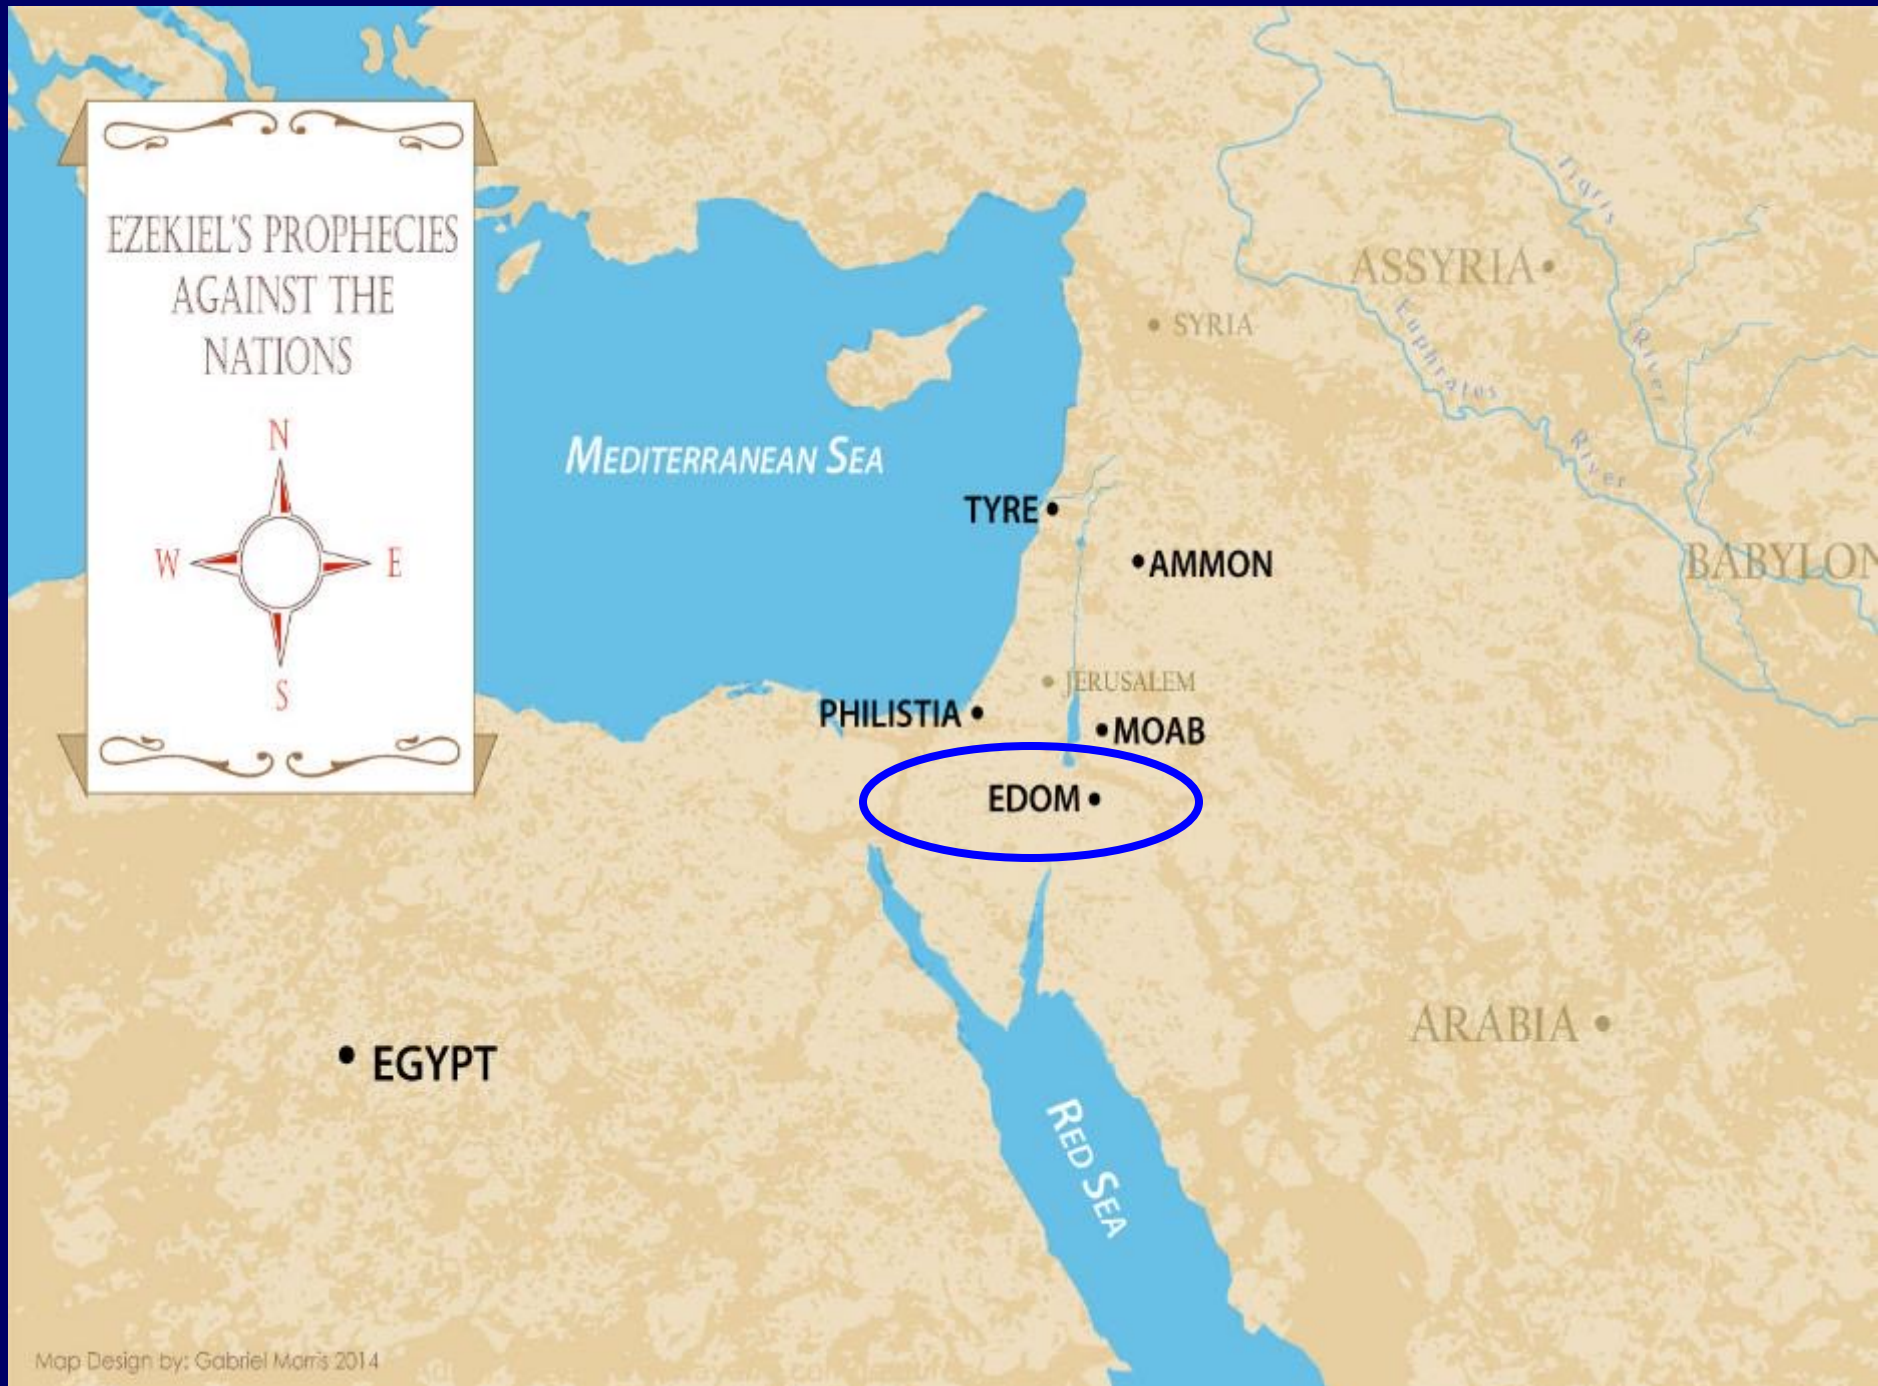 EZEKIEL'S PROPHECIES
AGAINST THE
NATIONS
N
W
E
S
Tigris
River
ASSYRIA
SYRIA
Euphrates
River
MEDITERRANEAN SEA
TYRE
AMMON
BABYLON
JERUSALEM
PHILISTIA
MOAB
EDOM
ARABIA
EGYPT
RED SEA
Map Design by: Gabriel Morris 2014